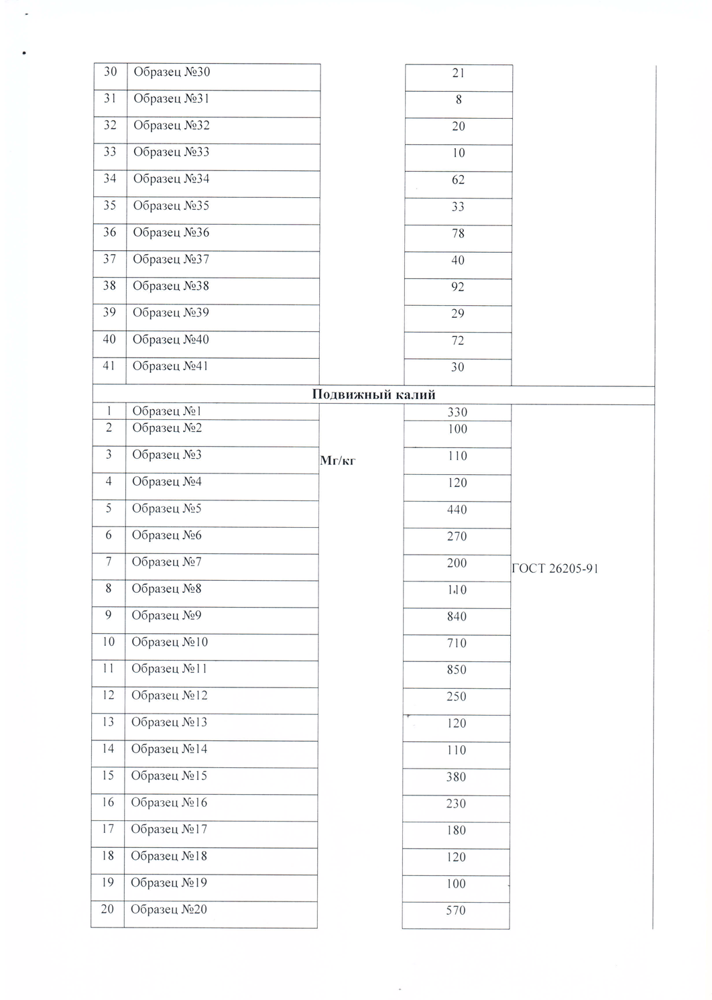 30 Образец №30 21
31 Образец №31 8
32 Образец №32 20
33 Образец №33 10
34 Образец №34 62
35 Образец №35 33
36 Образец №36 78
37 Образец №37 40
38 Образец №38 92
39 Образец №39 29
40 Образец №40 72
41 Образец №41 30
Подвижный калий
1 Образец №1 330
2 Образец №2 100
3 Образец №3 Мг/кг 110
4 Образец №4 120
5 Образец №5 440
6 Образец №6 270
7 Образец №7 200 ГОСТ 26205-91
8 Образец №8 110
9 Образец №9 840
10 Образец №10 710
11 Образец №11 850
12 Образец №12 250
13 Образец №13 120
14 Образец №14 110
15 Образец №15 380
16 Образец №16 230
17 Образец №17 180
18 Образец №18 120
19 Образец №19 100
20 Образец №20 570